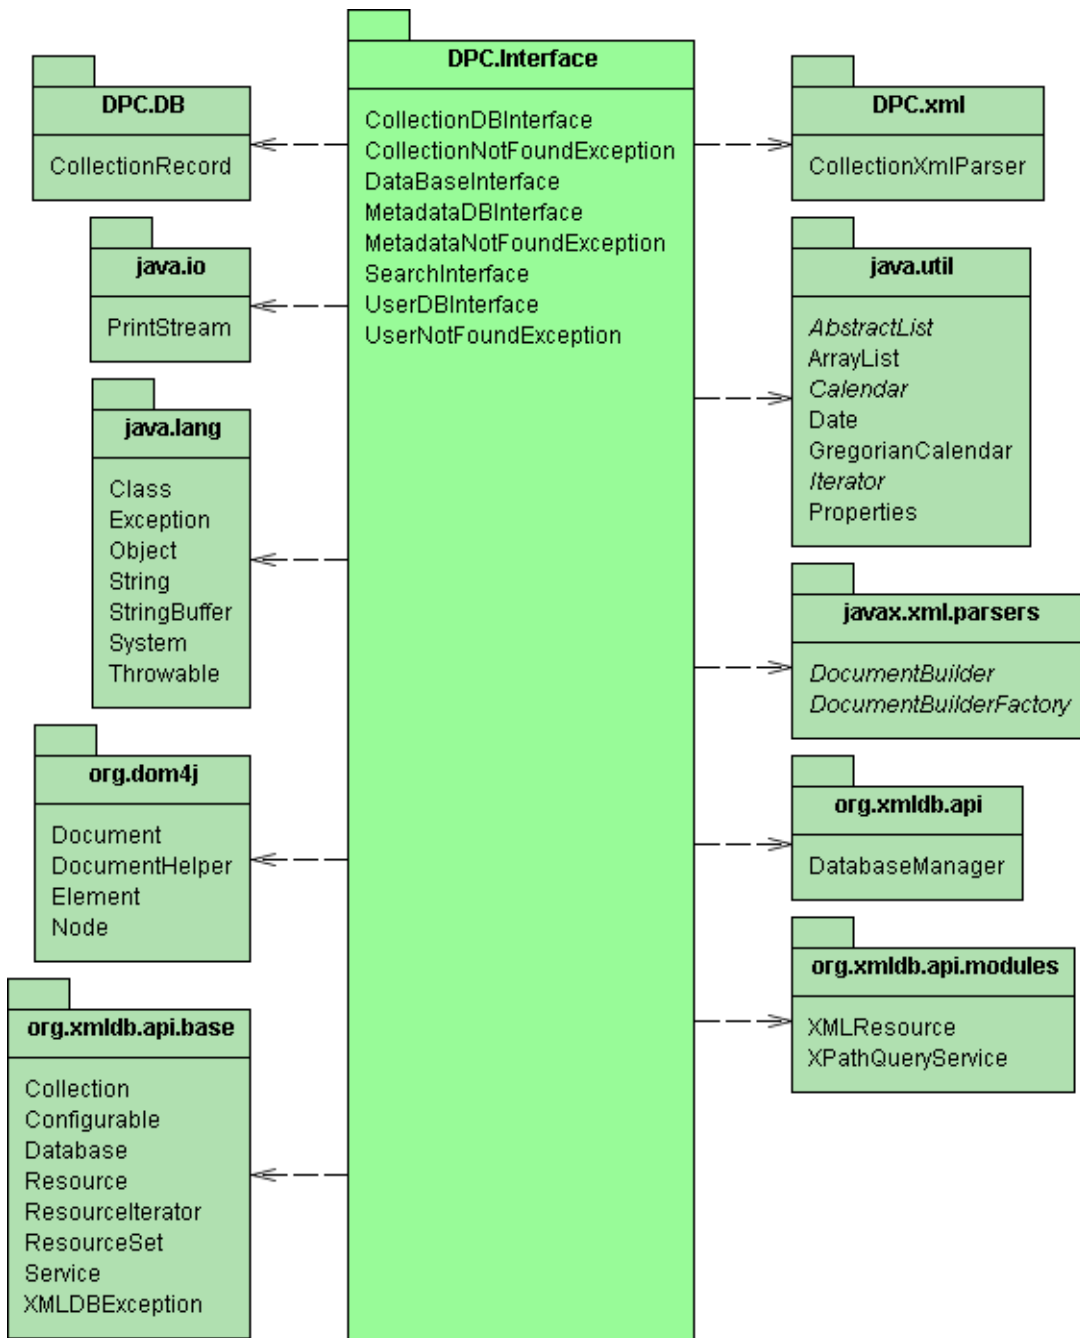 DPC.Interface
CollectionDBInterface
CollectionNotFoundException
DataBaseInterface
MetadataDBInterface
MetadataNotFoundException
SearchInterface
UserDBInterface
UserNotFoundException
DPC.DB
CollectionRecord
java.io
PrintStream
java.lang
Class
Exception
Object
String
StringBuffer
System
Throwable
org.dom4j
Document
DocumentHelper
Element
Node
org.xmldb.api.base
Collection
Configurable
Database
Resource
ResourceIterator
ResourceSet
Service
XMLDBException
DPC.xml
CollectionXmlParser
java.util
AbstractList
ArrayList
Calendar
Date
GregorianCalendar
Iterator
Properties
javax.xml.parsers
DocumentBuilder
DocumentBuilderFactory
org.xmldb.api
DatabaseManager
org.xmldb.api.modules
XMLResource
XPathQueryService